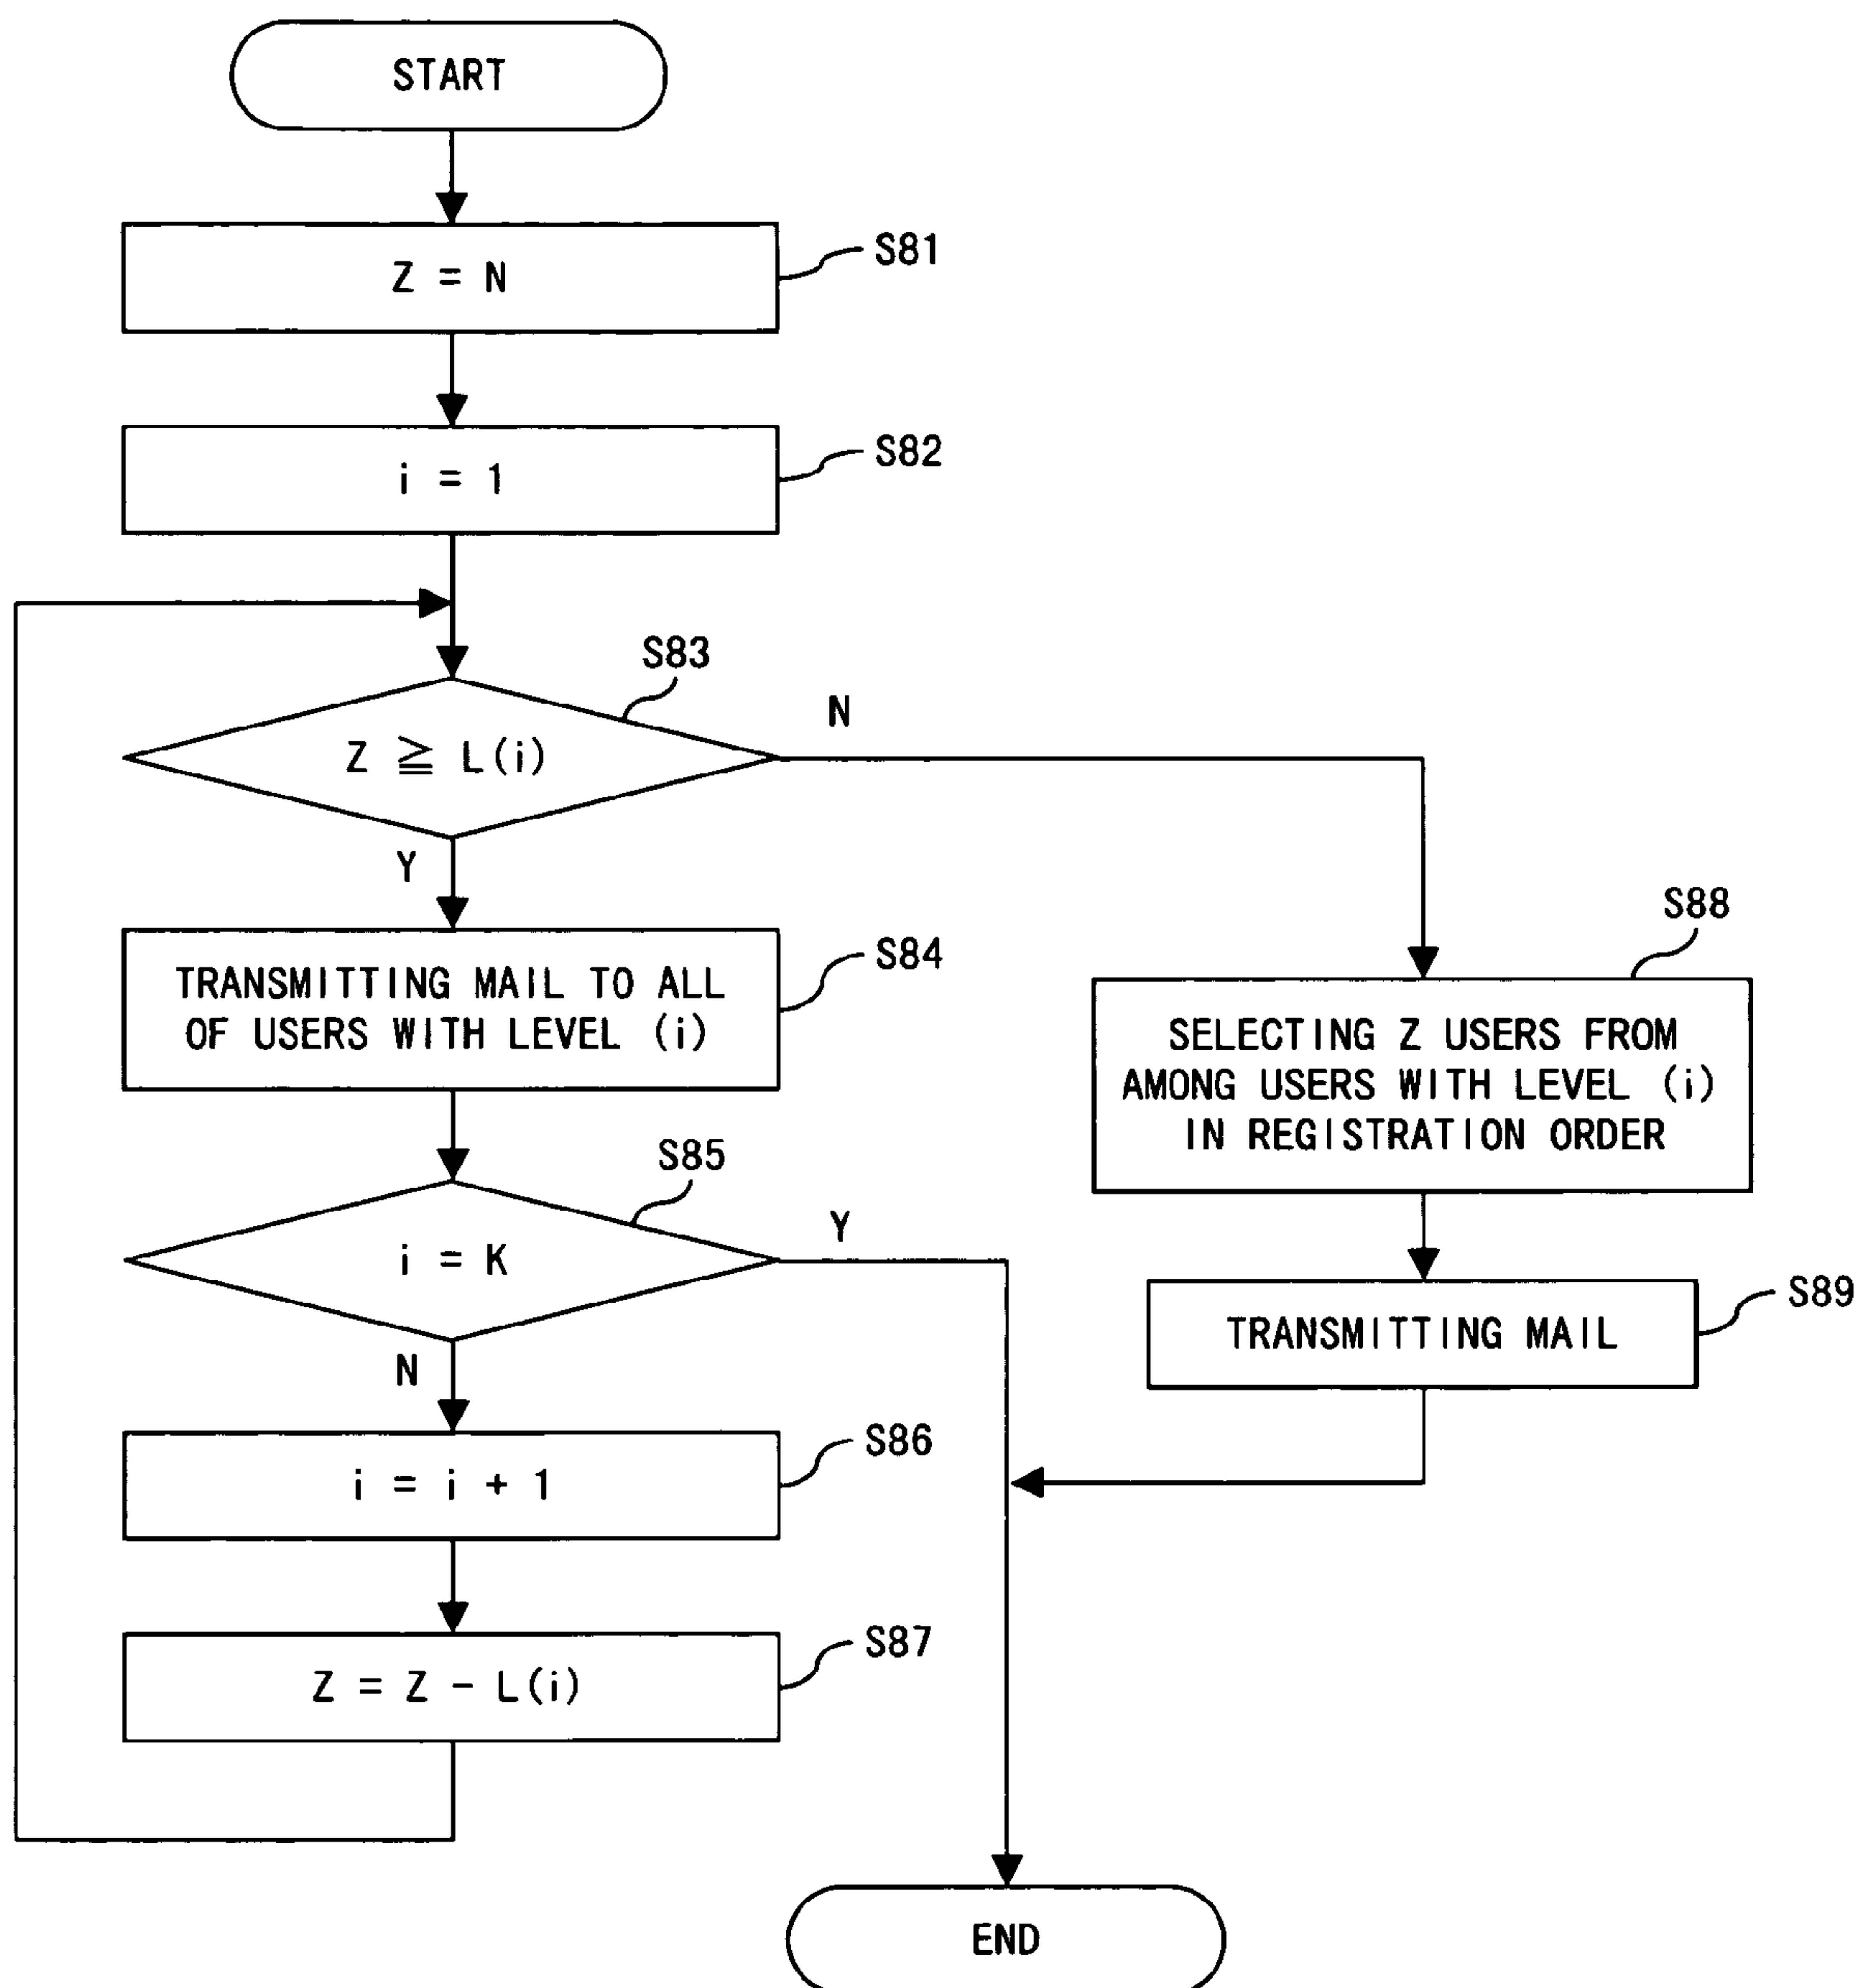 START
Z = N
S81
i = 1
S82
S83
Z ≧ L(i)
N
Y
TRANSMITTING MAIL TO ALL
OF USERS WITH LEVEL (i)
S84
S88
SELECTING Z USERS FROM
AMONG USERS WITH LEVEL (i)
IN REGISTRATION ORDER
S85
i = K
Y
N
TRANSMITTING MAIL
S89
i = i + 1
S86
Z = Z - L(i)
S87
END